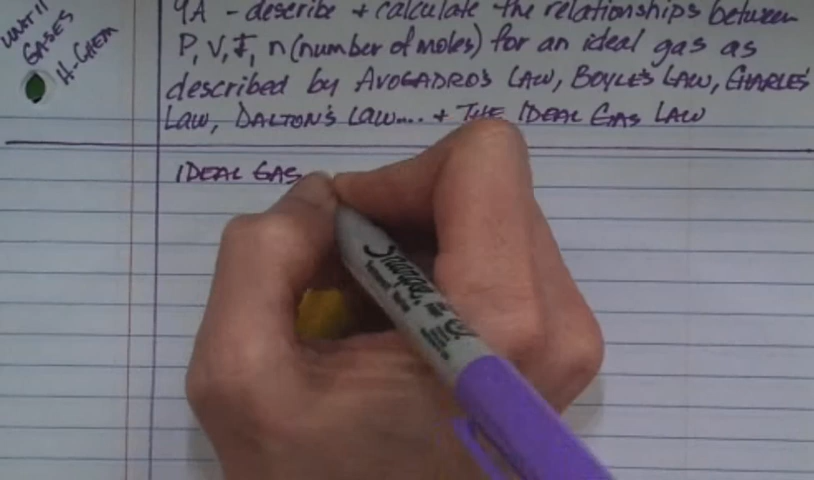 UNIT 11
GASES
H-CHEM
9A - describe + calculate the relationships between
P, V, T, n (number of moles) for an ideal gas as
described by AVOGADRO'S LAW, BOYLE'S LAW, CHARLES'
LAW, DALTON'S LAW.... + THE IDEAL GAS LAW
IDEAL GAS
Sharpie